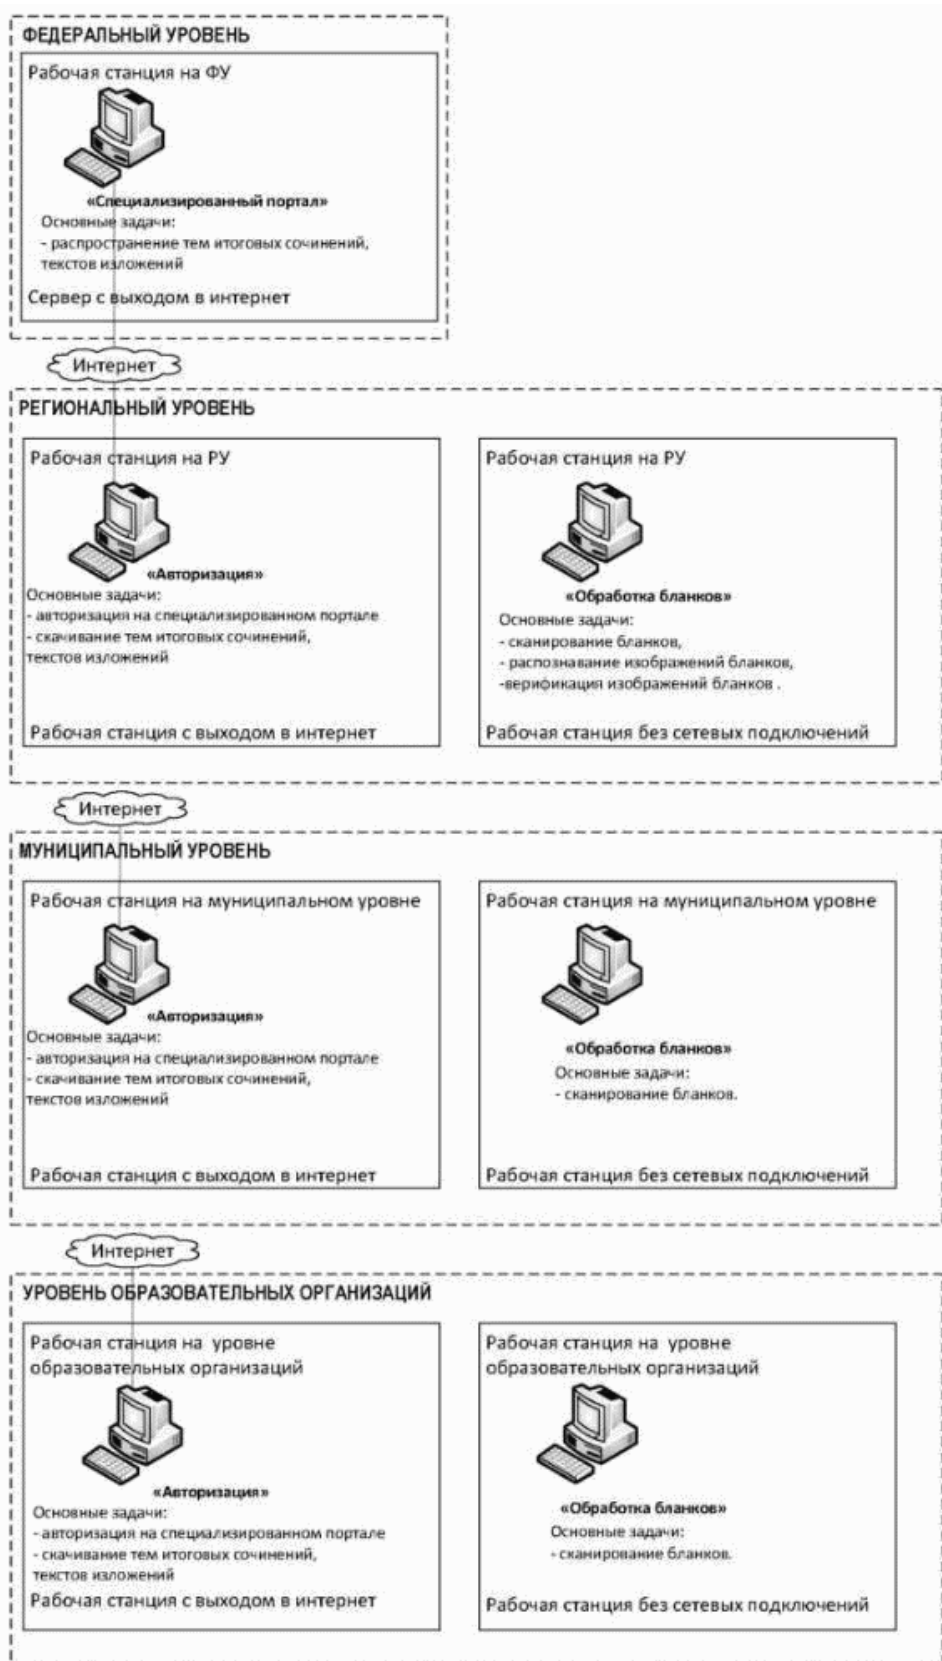 ФЕДЕРАЛЬНЫЙ УРОВЕНЬ
Рабочая станция на ФУ
«Специализированный портал»
Основные задачи:
- распространение тем итоговых сочинений,
текстов изложений
Сервер с выходом в интернет
Интернет
РЕГИОНАЛЬНЫЙ УРОВЕНЬ
Рабочая станция на РУ
«Авторизация»
Основные задачи:
- авторизация на специализированном портале
- скачивание тем итоговых сочинений,
текстов изложений
Рабочая станция с выходом в интернет
Рабочая станция на РУ
«Обработка бланков»
Основные задачи:
- сканирование бланков,
- распознавание изображений бланков,
-верификация изображений бланков .
Рабочая станция без сетевых подключений
Интернет
МУНИЦИПАЛЬНЫЙ УРОВЕНЬ
Рабочая станция на муниципальном уровне
«Авторизация»
Основные задачи:
- авторизация на специализированном портале
- скачивание тем итоговых сочинений,
текстов изложений
Рабочая станция с выходом в интернет
Рабочая станция на муниципальном уровне
«Обработка бланков»
Основные задачи:
- сканирование бланков.
Рабочая станция без сетевых подключений
Интернет
УРОВЕНЬ ОБРАЗОВАТЕЛЬНЫХ ОРГАНИЗАЦИЙ
Рабочая станция на уровне
образовательных организаций
«Авторизация»
Основные задачи:
- авторизация на специализированном портале
- скачивание тем итоговых сочинений,
текстов изложений
Рабочая станция с выходом в интернет
Рабочая станция на уровне
образовательных организаций
«Обработка бланков»
Основные задачи:
- сканирование бланков.
Рабочая станция без сетевых подключений